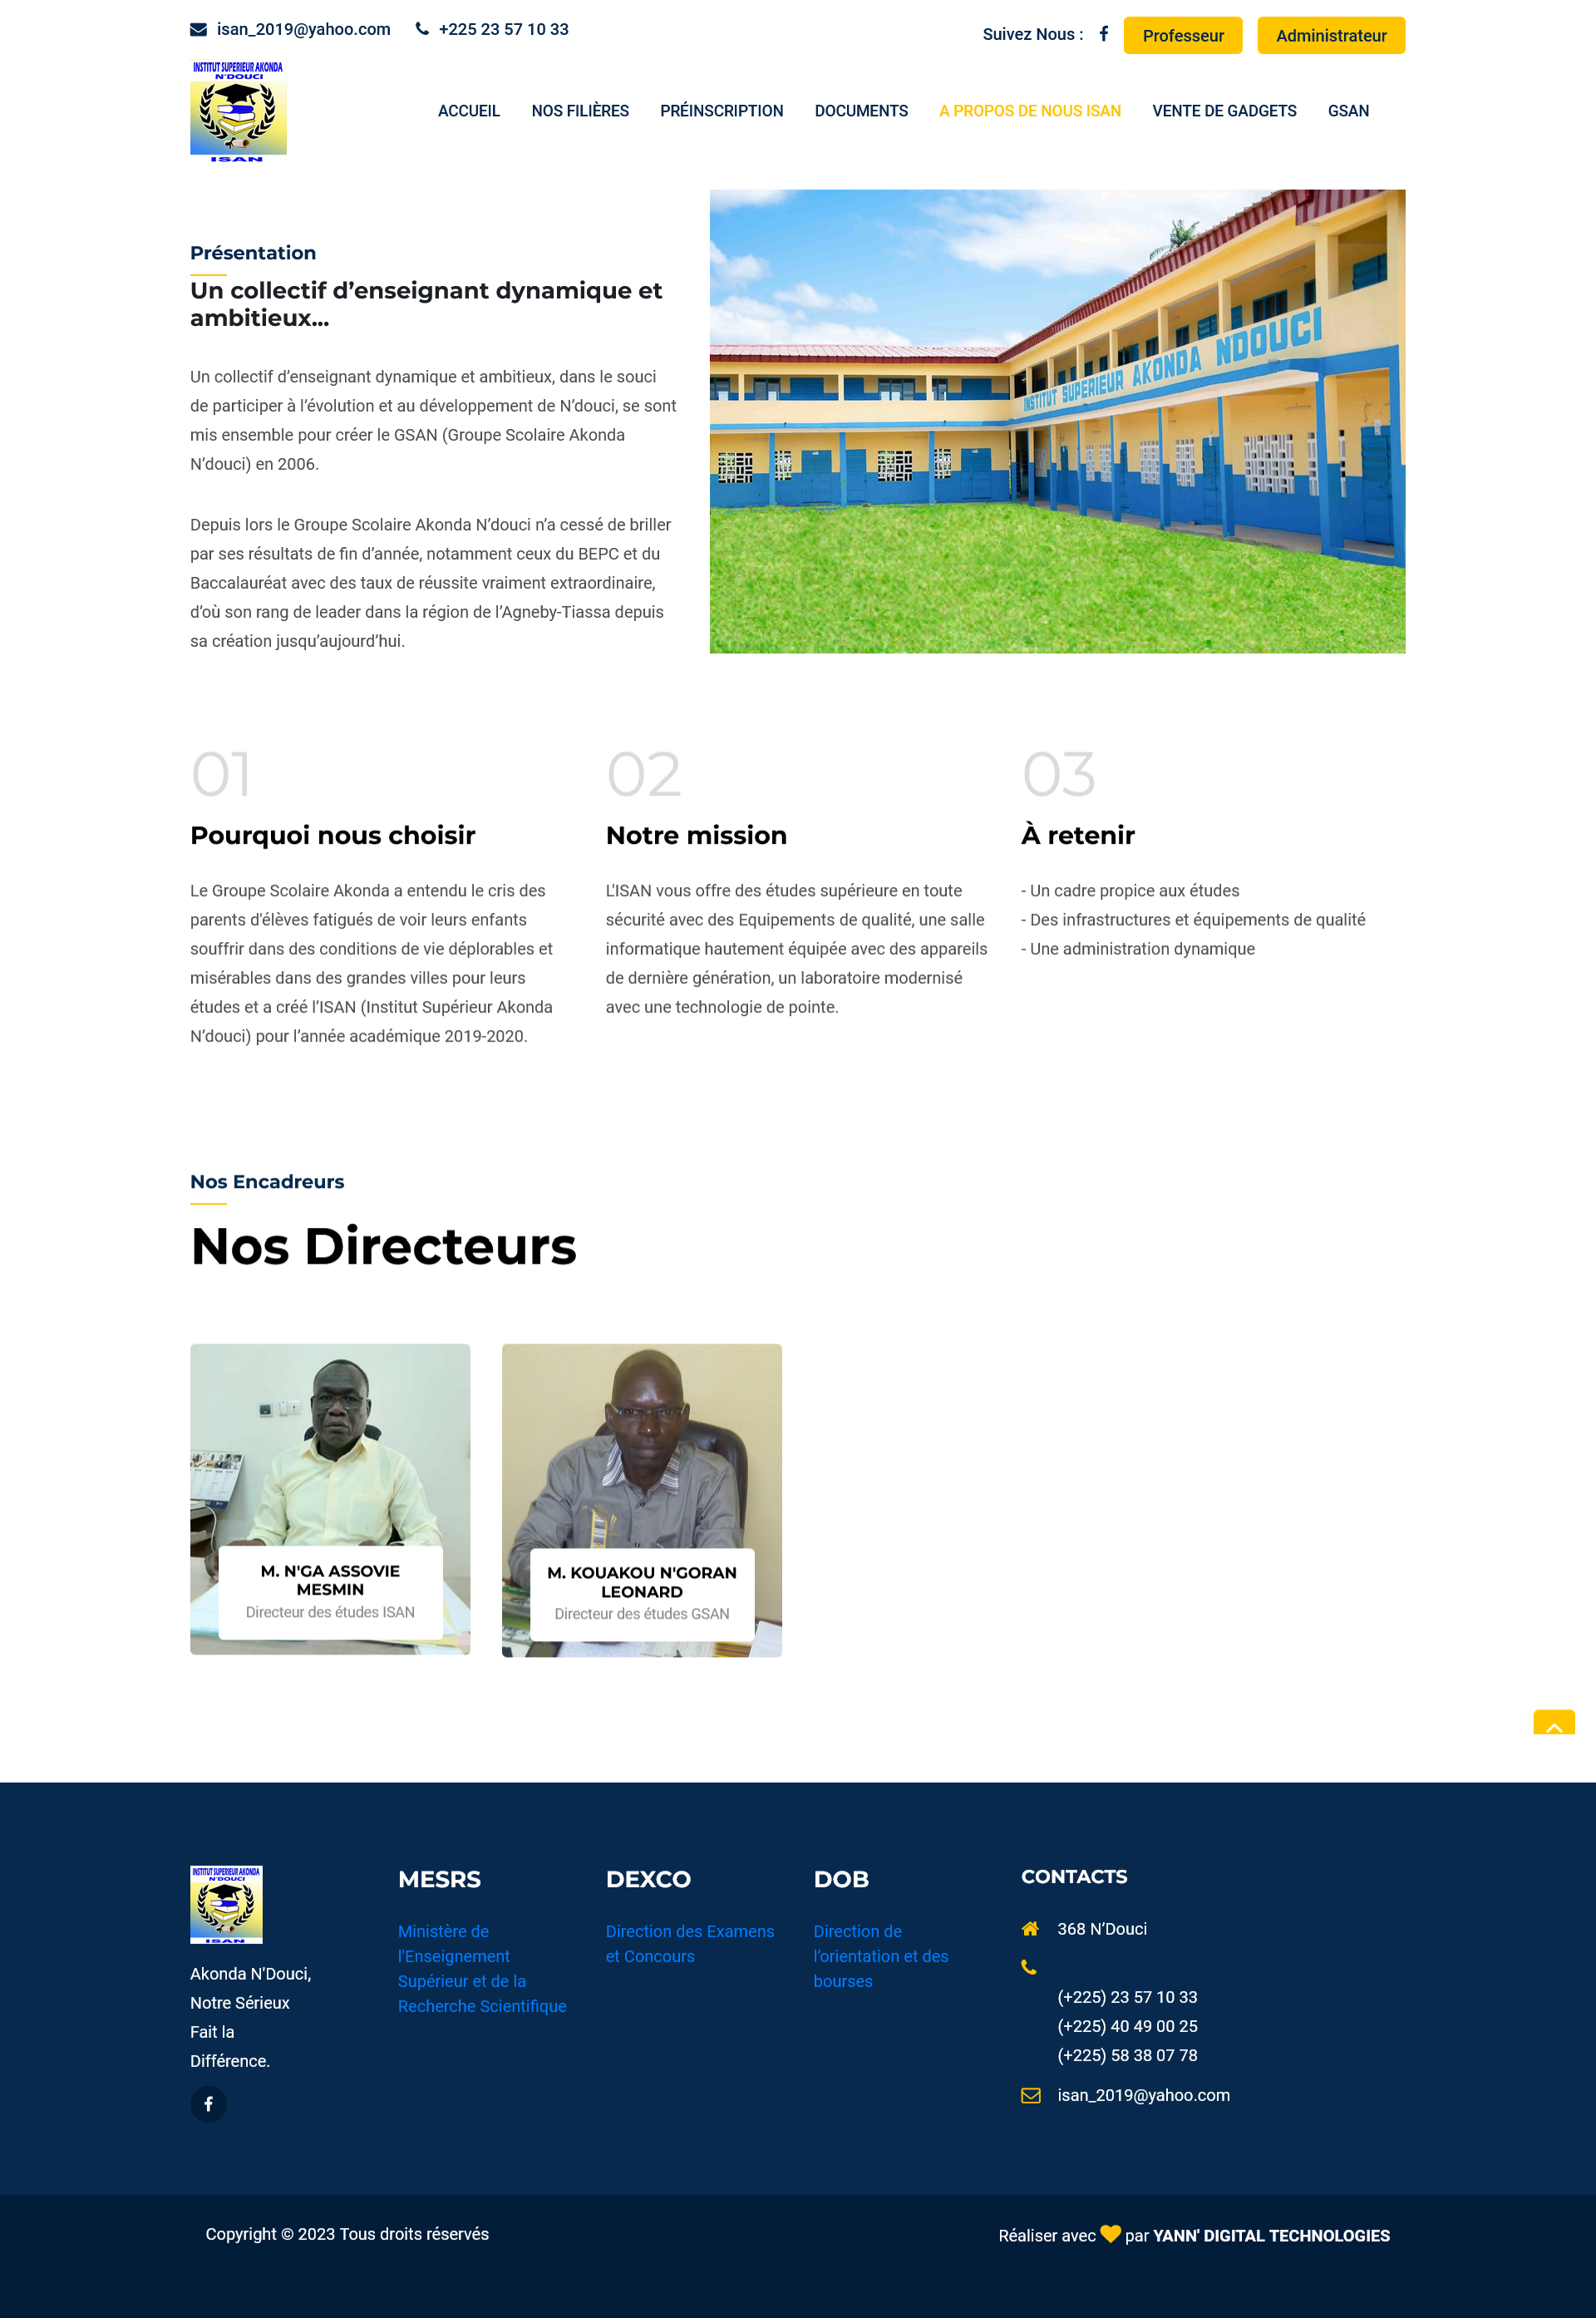 isan_2019@yahoo.com +225 23 57 10 33 Suivez Nous : Professeur Administrateur
INSTITUT SUPERIEUR AKONDA
N'DOUCI
ISAN
ACCUEIL NOS FILIÈRES PRÉINSCRIPTION DOCUMENTS A PROPOS DE NOUS ISAN VENTE DE GADGETS GSAN
Présentation
Un collectif d’enseignant dynamique et
ambitieux...
Un collectif d’enseignant dynamique et ambitieux, dans le souci
de participer à l’évolution et au développement de N’douci, se sont
mis ensemble pour créer le GSAN (Groupe Scolaire Akonda
N’douci) en 2006.
Depuis lors le Groupe Scolaire Akonda N’douci n’a cessé de briller
par ses résultats de fin d’année, notamment ceux du BEPC et du
Baccalauréat avec des taux de réussite vraiment extraordinaire,
d’où son rang de leader dans la région de l’Agneby-Tiassa depuis
sa création jusqu’aujourd’hui.
INSTITUT SUPERIEUR AKONDA NDOUCI
01
Pourquoi nous choisir
Le Groupe Scolaire Akonda a entendu le cris des
parents d'élèves fatigués de voir leurs enfants
souffrir dans des conditions de vie déplorables et
misérables dans des grandes villes pour leurs
études et a créé l’ISAN (Institut Supérieur Akonda
N’douci) pour l’année académique 2019-2020.
02
Notre mission
L'ISAN vous offre des études supérieure en toute
sécurité avec des Equipements de qualité, une salle
informatique hautement équipée avec des appareils
de dernière génération, un laboratoire modernisé
avec une technologie de pointe.
03
À retenir
- Un cadre propice aux études
- Des infrastructures et équipements de qualité
- Une administration dynamique
Nos Encadreurs
Nos Directeurs
M. N'GA ASSOVIE
MESMIN
Directeur des études ISAN
M. KOUAKOU N'GORAN
LEONARD
Directeur des études GSAN
INSTITUT SUPERIEUR AKONDA
N'DOUCI
ISAN
Akonda N'Douci,
Notre Sérieux
Fait la
Différence.
MESRS
Ministère de
l'Enseignement
Supérieur et de la
Recherche Scientifique
DEXCO
Direction des Examens
et Concours
DOB
Direction de
l’orientation et des
bourses
CONTACTS
368 N’Douci
(+225) 23 57 10 33
(+225) 40 49 00 25
(+225) 58 38 07 78
isan_2019@yahoo.com
Copyright © 2023 Tous droits réservés
Réaliser avec par YANN' DIGITAL TECHNOLOGIES